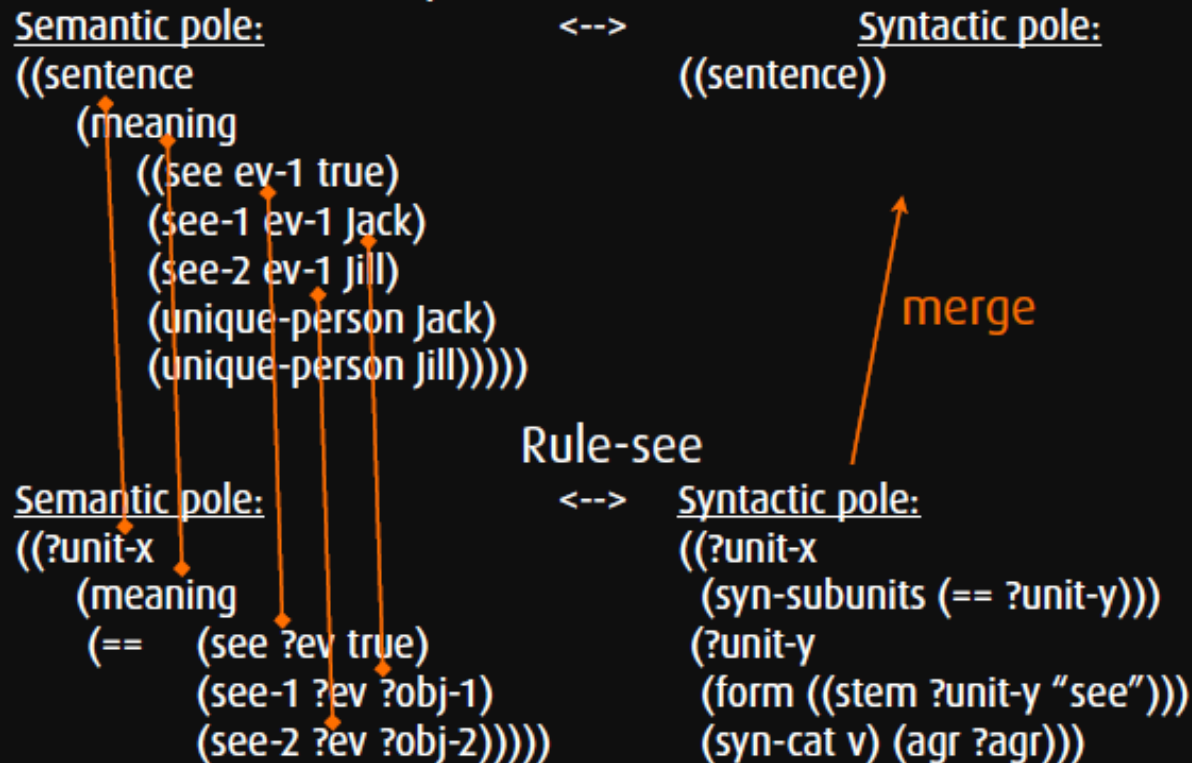 Semantic pole: <--> Syntactic pole:
((sentence ((sentence))
(meaning
((see ev-1 true)
(see-1 ev-1 Jack)
(see-2 ev-1 Jill)
(unique-person Jack)
(unique-person Jill)))))
merge
Rule-see
Semantic pole: <--> Syntactic pole:
((?unit-x ((?unit-x
(meaning (syn-subunits (== ?unit-y)))
(== (see ?ev true) (?unit-y
(see-1 ?ev ?obj-1) (form ((stem ?unit-y “see”)))
(see-2 ?ev ?obj-2))))) (syn-cat v) (agr ?agr)))